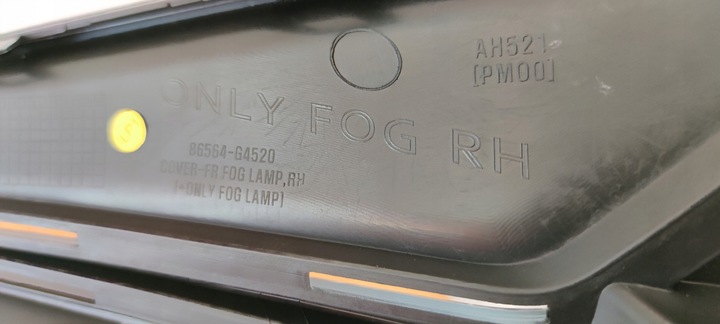 AH521
[PM00]
ONLY FOG RH
86564-G4520
COVER-FR FOG LAMP,RH
(+ONLY FOG LAMP)